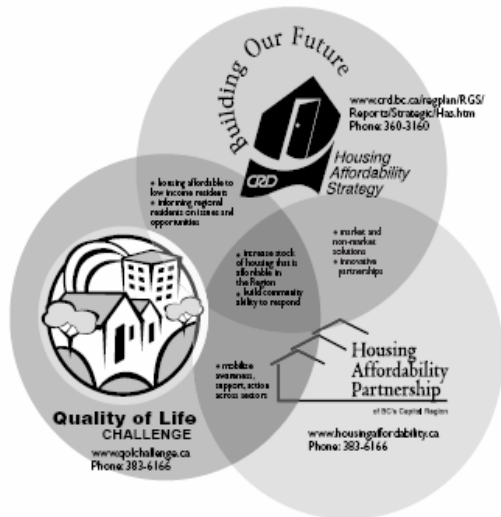 Building Our Future
www.crd.bc.ca/regplan/RGS/
Reports/Strategic/Has.htm
Phone: 360-3160
CRD
Housing
Affordability
Strategy
• housing affordable to
low income residents
• informing regional
residents on issues and
opportunities
• market and
non-market
solutions
• innovative
partnerships
• increase stock
of housing that is
affordable in
the Region
• build community
ability to respond
• mobilize
awareness,
support, action
across sectors
Housing
Affordability
Partnership
of BC's Capital Region
www.housingaffordability.ca
Phone: 383-6166
Quality of Life
CHALLENGE
www.qolchallenge.ca
Phone: 383-6166